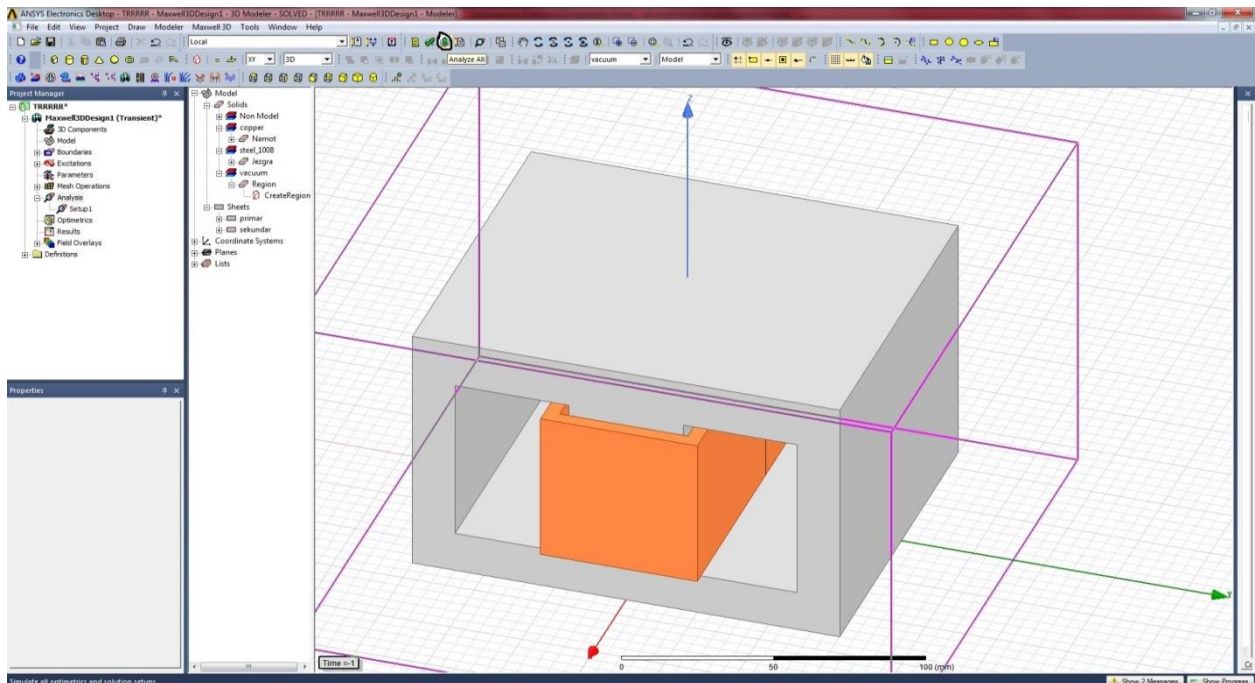 ANSYS Electronics Desktop - TRRRRR - Maxwell3DDesign1 - 3D Modeler - SOLVED - [TRRRRR - Maxwell3DDesign1 - Modeler]
File Edit View Project Draw Modeler Maxwell 3D Tools Window Help
Local
XY 3D Analyze All vacuum Model
Project Manager
TRRRRR*
Maxwell3DDesign1 (Transient)*
3D Components
Model
Boundaries
Excitations
Parameters
Mesh Operations
Analysis
Setup1
Optimetrics
Results
Field Overlays
Definitions
Model
Solids
Non Model
copper
Namot
steel_1008
Jezgra
vacuum
Region
CreateRegion
Sheets
primar
sekundar
Coordinate Systems
Planes
Lists
Properties
Z
Y
Time =-1
0 50 100 (mm)
Simulate all optimetrics and solution setups
Show 2 Messages Show Progress